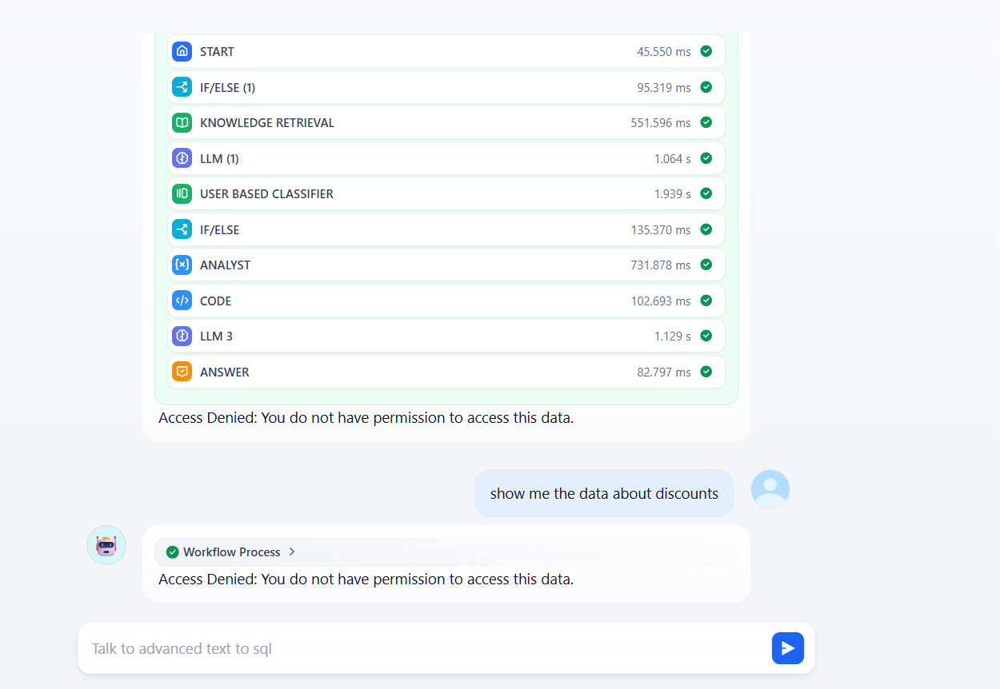 START 45.550 ms
IF/ELSE (1) 95.319 ms
KNOWLEDGE RETRIEVAL 551.596 ms
LLM (1) 1.064 s
USER BASED CLASSIFIER 1.939 s
IF/ELSE 135.370 ms
ANALYST 731.878 ms
CODE 102.693 ms
LLM 3 1.129 s
ANSWER 82.797 ms
Access Denied: You do not have permission to access this data.
show me the data about discounts
Workflow Process
Access Denied: You do not have permission to access this data.
Talk to advanced text to sql